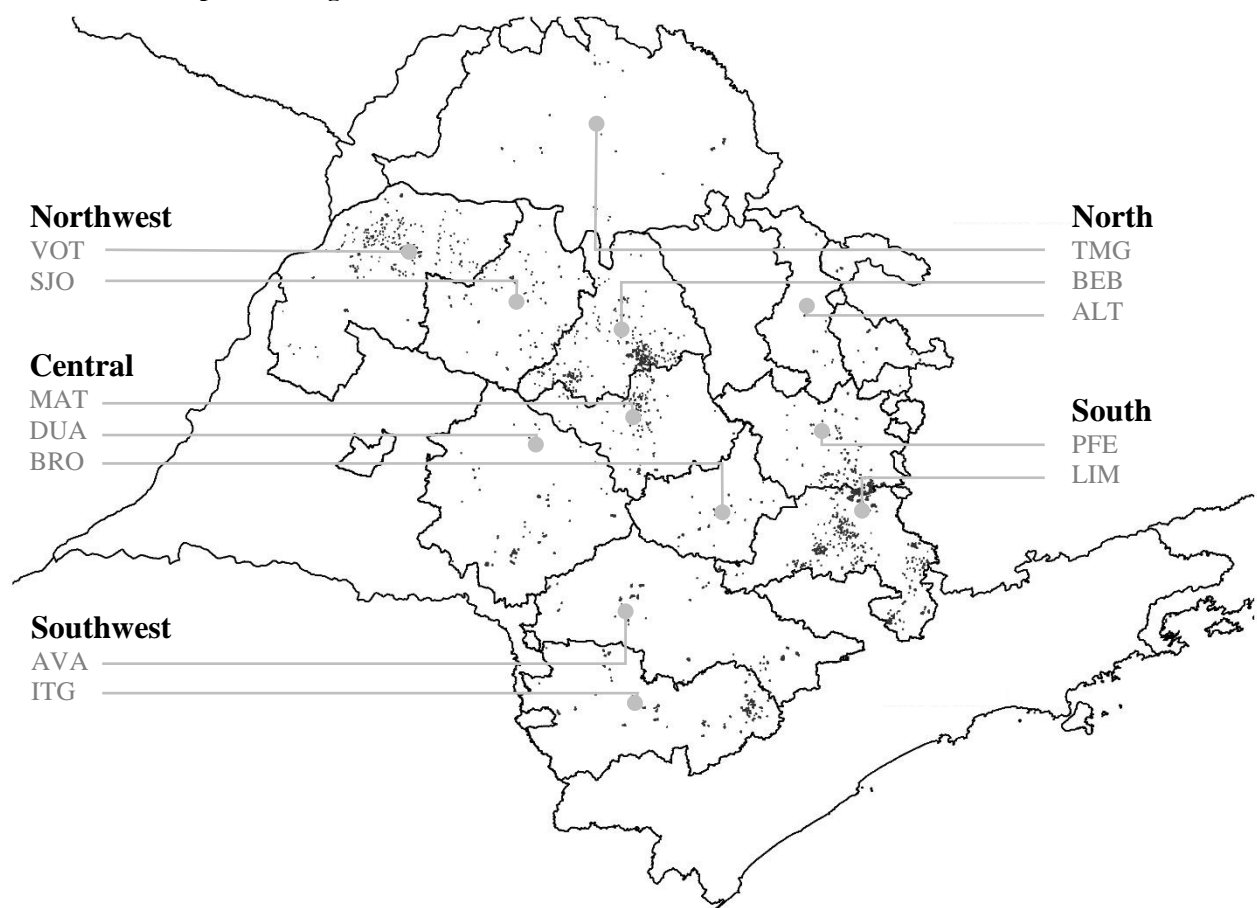 Northwest
VOT
SJO
Central
MAT
DUA
BRO
Southwest
AVA
ITG
North
TMG
BEB
ALT
South
PFE
LIM